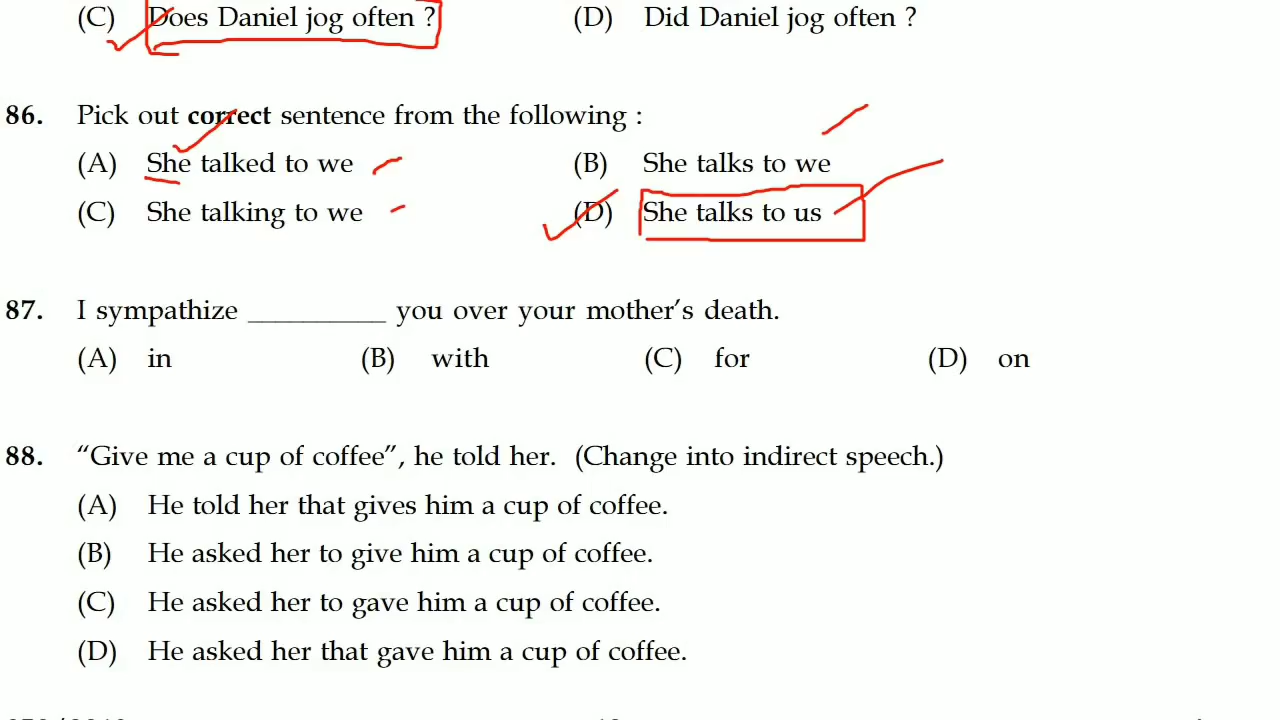 (C) Does Daniel jog often ? (D) Did Daniel jog often ?
86. Pick out correct sentence from the following :
(A) She talked to we (B) She talks to we
(C) She talking to we (D) She talks to us
87. I sympathize __________ you over your mother’s death.
(A) in (B) with (C) for (D) on
88. “Give me a cup of coffee”, he told her. (Change into indirect speech.)
(A) He told her that gives him a cup of coffee.
(B) He asked her to give him a cup of coffee.
(C) He asked her to gave him a cup of coffee.
(D) He asked her that gave him a cup of coffee.